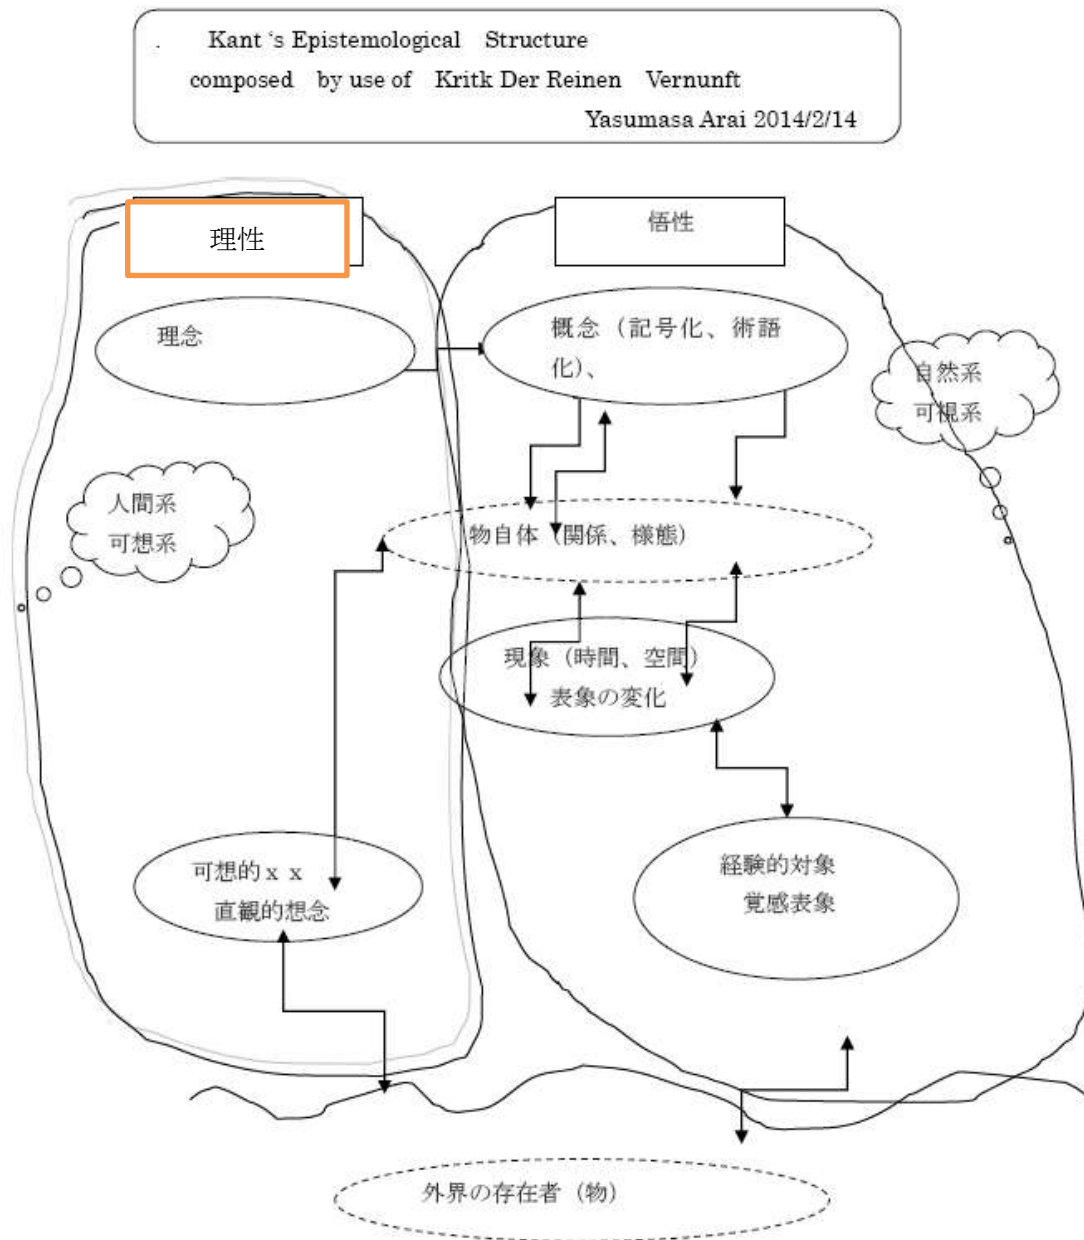 . Kant ‘s Epistemological Structure
composed by use of Kritk Der Reinen Vernunft
Yasumasa Arai 2014/2/14
理性
悟性
理念
概念（記号化、術語
化）、
自然系
可視系
人間系
可想系
物自体（関係、様態）
現象（時間、空間）
表象の変化
可想的ｘｘ
直観的想念
経験的対象
覚感表象
外界の存在者（物）